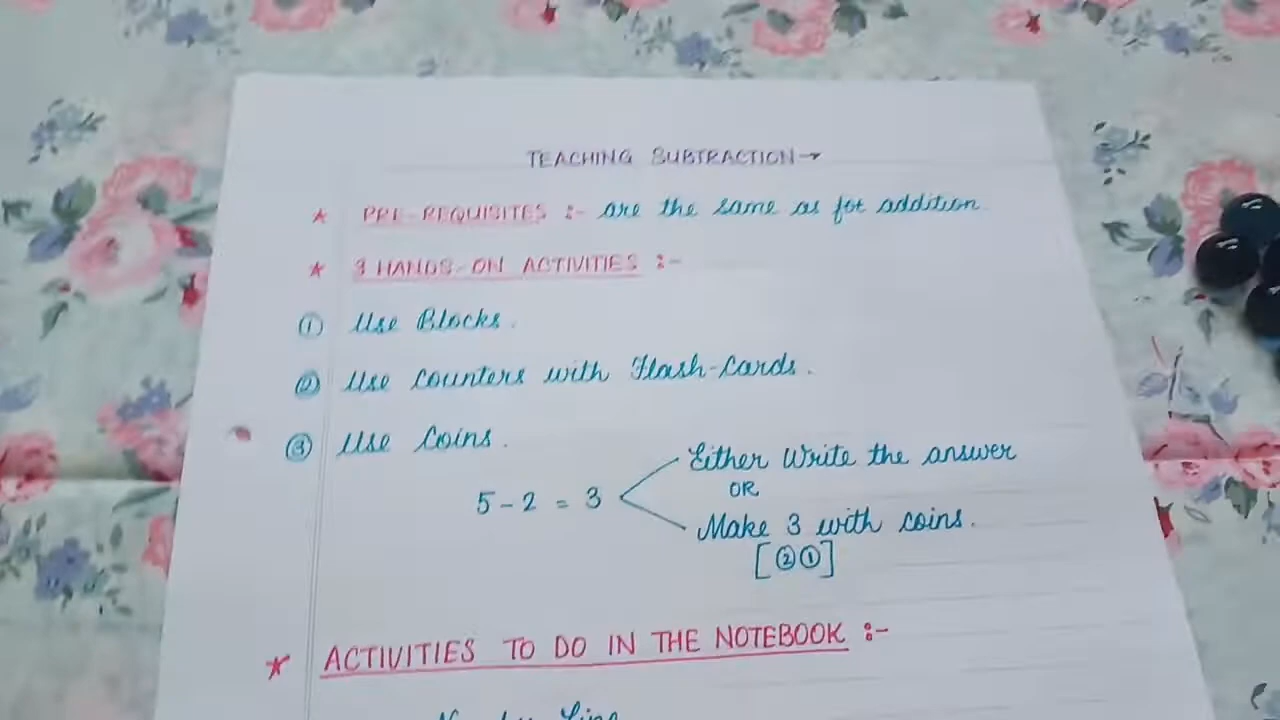 TEACHING SUBTRACTION→
* PRE-REQUISITES :- are the same as for addition
* 3 HANDS-ON ACTIVITIES :-
① Use Blocks.
② Use counters with Flash-Cards.
③ Use Coins.
Either Write the answer
5-2 = 3 OR
Make 3 with coins.
[②①]
* ACTIVITIES TO DO IN THE NOTEBOOK :-
Number Line